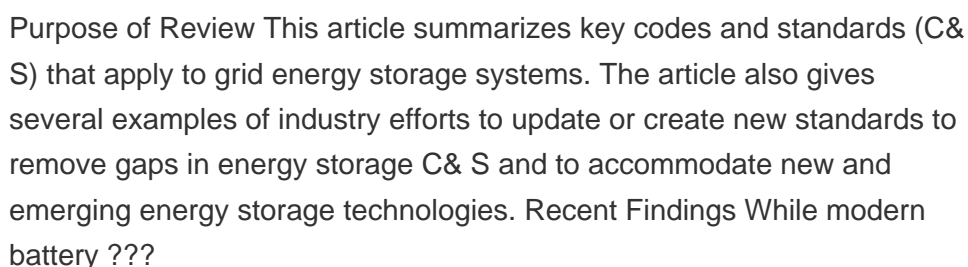 Purpose of Review This article summarizes key codes and standards (C&
S) that apply to grid energy storage systems. The article also gives
several examples of industry efforts to update or create new standards to
remove gaps in energy storage C& S and to accommodate new and
emerging energy storage technologies. Recent Findings While modern
battery ???